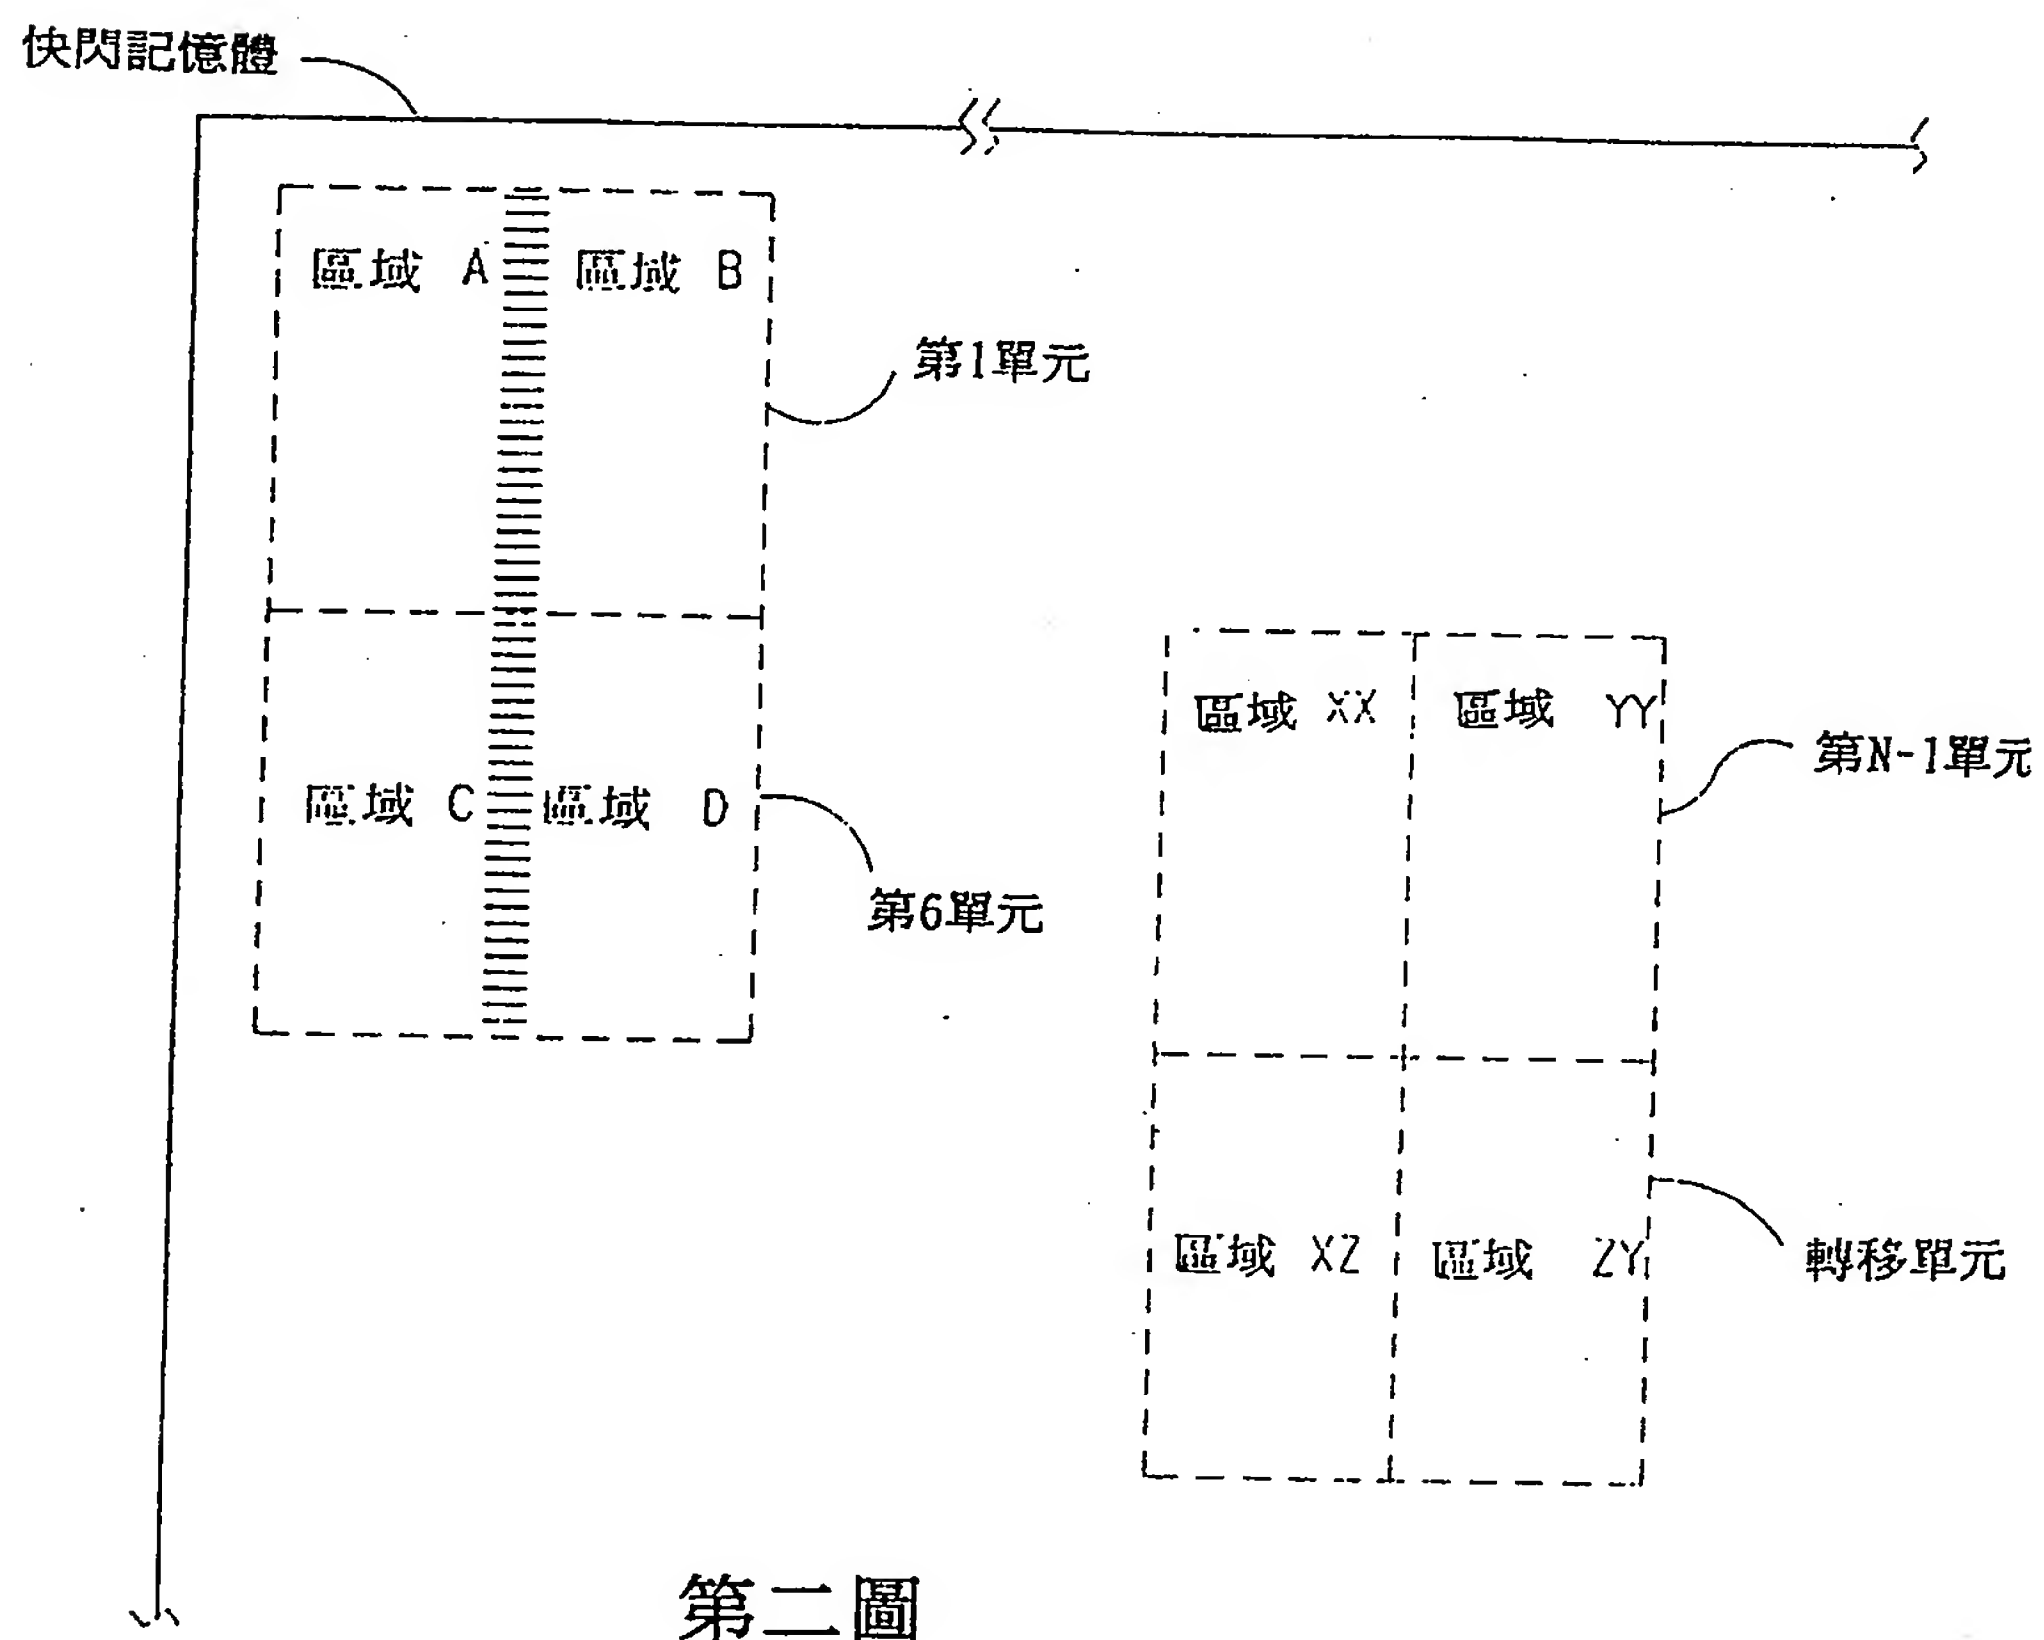 快閃記憶體
區域 A
區域 B
第1單元
區域 C
區域 D
第6單元
區域 XX
區域 YY
第N-1單元
區域 XZ
區域 ZY
轉移單元
第二圖